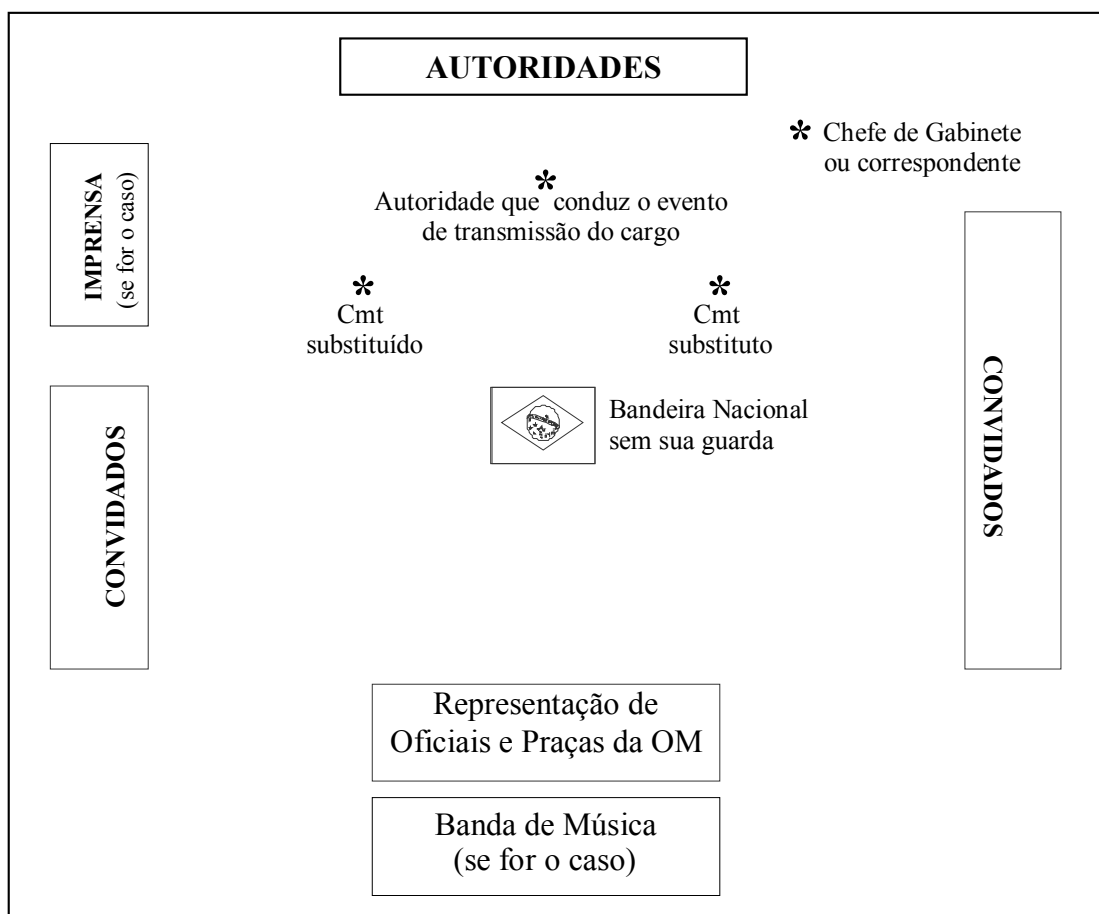 AUTORIDADES
* Chefe de Gabinete
ou correspondente
IMPRENSA
(se for o caso)
*
Autoridade que conduz o evento
de transmissão do cargo
*
Cmt
substituído
*
Cmt
substituto
Bandeira Nacional
sem sua guarda
CONVIDADOS
CONVIDADOS
Representação de
Oficiais e Praças da OM
Banda de Música
(se for o caso)